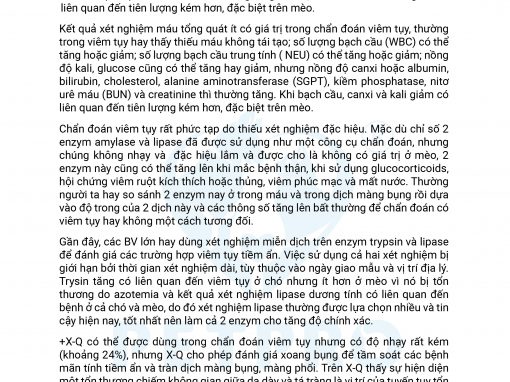 liên quan đến tiên lượng kém hơn, đặc biệt trên mèo.
Kết quả xét nghiệm máu tổng quát ít có giá trị trong chẩn đoán viêm tụy, thường
trong viêm tụy hay thấy thiếu máu không tái tạo; số lượng bạch cầu (WBC) có thể
tăng hoặc giảm; số lượng bạch cầu trung tính ( NEU) có thể tăng hoặc giảm; nồng
độ kali, glucose cũng có thể tăng hay giảm, nhưng nồng độ canxi hoặc albumin,
bilirubin, cholesterol, alanine aminotransferase (SGPT), kiềm phosphatase, nitơ
urê máu (BUN) và creatinine thì thường tăng. Khi bạch cầu, canxi và kali giảm có
liên quan đến tiên lượng kém hơn, đặc biệt trên mèo.
Chẩn đoán viêm tụy rất phức tạp do thiếu xét nghiệm đặc hiệu. Mặc dù chỉ số 2
enzym amylase và lipase đã được sử dụng như một công cụ chẩn đoán, nhưng
chúng không nhạy và đặc hiệu lắm và được cho là không có giá trị ở mèo, 2
enzym này cũng có thể tăng lên khi mắc bệnh thận, khi sử dụng glucocorticoids,
hội chứng viêm ruột kích thích hoặc thủng, viêm phúc mạc và mất nước. Thường
người ta hay so sánh 2 enzym này ở trong máu và trong dịch màng bụng rồi dựa
vào độ trong của 2 dịch này và các thông số tăng lên bất thường để chẩn đoán có
viêm tụy hay không một cách tương đối.
Gần đây, các BV lớn hay dùng xét nghiệm miễn dịch trên enzym trypsin và lipase
để đánh giá các trường hợp viêm tụy tiềm ẩn. Việc sử dụng cả hai xét nghiệm bị
giới hạn bởi thời gian xét nghiệm dài, tùy thuộc vào ngày giao mẫu và vị trí địa lý.
Trysin tăng có liên quan đến viêm tụy ở chó nhưng ít hơn ở mèo vì nó bị tổn
thương do azotemia và kết quả xét nghiệm lipase dương tính có liên quan đến
bệnh ở cả chó và mèo, do đó xét nghiệm lipase thường được lựa chọn nhiều và tin
cậy hiện nay, tốt nhất nên làm cả 2 enzym cho tăng độ chính xác.
+X-Q có thể được dùng trong chẩn đoán viêm tụy nhưng có độ nhạy rất kém
(khoảng 24%), nhưng X-Q cho phép đánh giá xoang bụng để tầm soát các bệnh
mãn tính tiềm ẩn và tràn dịch màng bụng, màng phổi. Trên X-Q thấy sự hiện diện
một tổn thương chiếm không gian giữa dạ dày và tá tràng là vị trí của tuyến tụy tổn